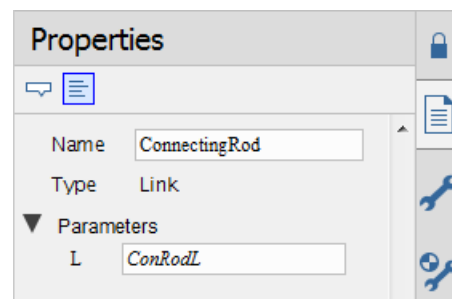 Properties
Name ConnectingRod
Type Link
Parameters
L ConRodL